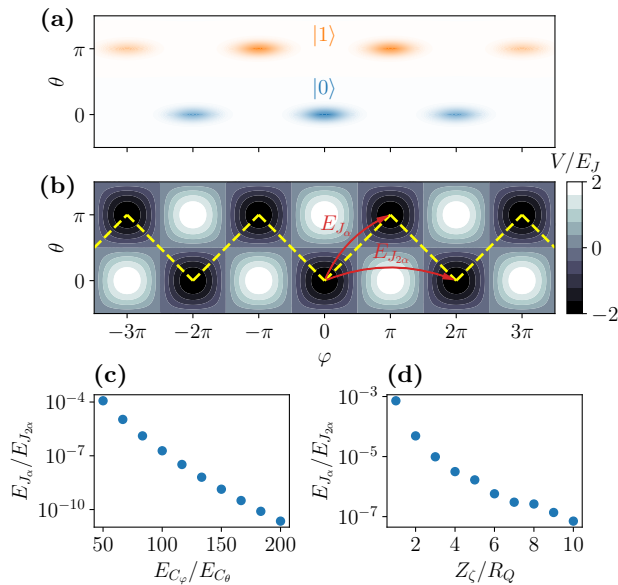 (a)
π
θ
0
|1⟩
|0⟩
(b)
V/E_J
π
θ
0
E_{J_α}
E_{J_{2α}}
2
0
−2
−3π −2π −π 0 π 2π 3π
φ
(c)
E_{J_α}/E_{J_{2α}}
10^{−4}
10^{−7}
10^{−10}
50 100 150 200
E_{C_φ}/E_{C_θ}
(d)
E_{J_α}/E_{J_{2α}}
10^{−3}
10^{−5}
10^{−7}
2 4 6 8 10
Z_ζ/R_Q